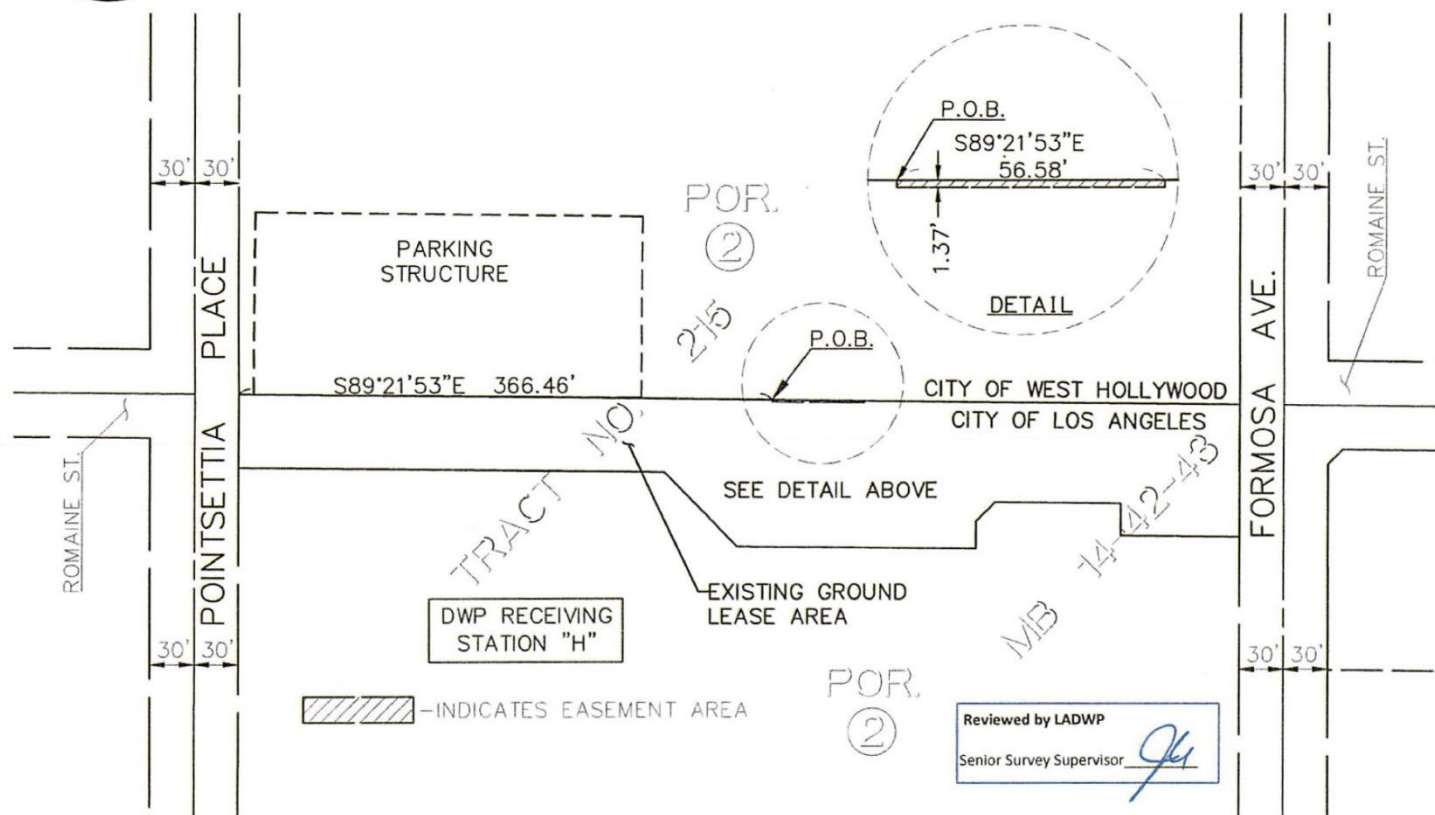 P.O.B.
S89°21'53"E
56.58'
1.37'
DETAIL
30' 30'
30' 30'
ROMAINE ST.
POR.
2
PARKING
STRUCTURE
POINTSETTIA PLACE
FORMOSA AVE.
215
P.O.B.
S89°21'53"E 366.46'
CITY OF WEST HOLLYWOOD
CITY OF LOS ANGELES
ROMAINE ST.
TRACT NO.
SEE DETAIL ABOVE
MB 14-42-43
EXISTING GROUND
LEASE AREA
DWP RECEIVING
STATION "H"
30' 30'
30' 30'
POR.
2
-INDICATES EASEMENT AREA
Reviewed by LADWP
Senior Survey Supervisor